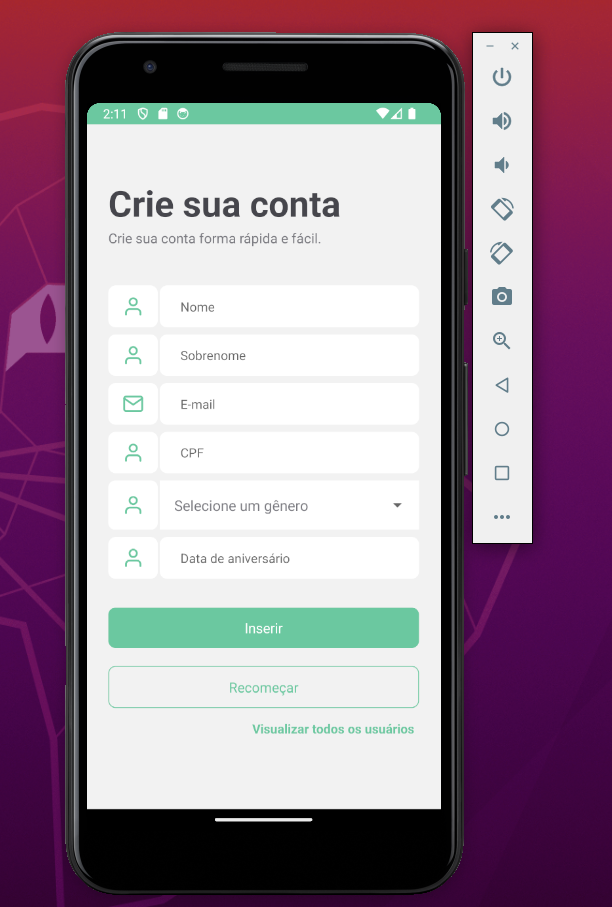 2:11
Crie sua conta
Crie sua conta forma rápida e fácil.
Nome
Sobrenome
E-mail
CPF
Selecione um gênero
Data de aniversário
Inserir
Recomeçar
Visualizar todos os usuários